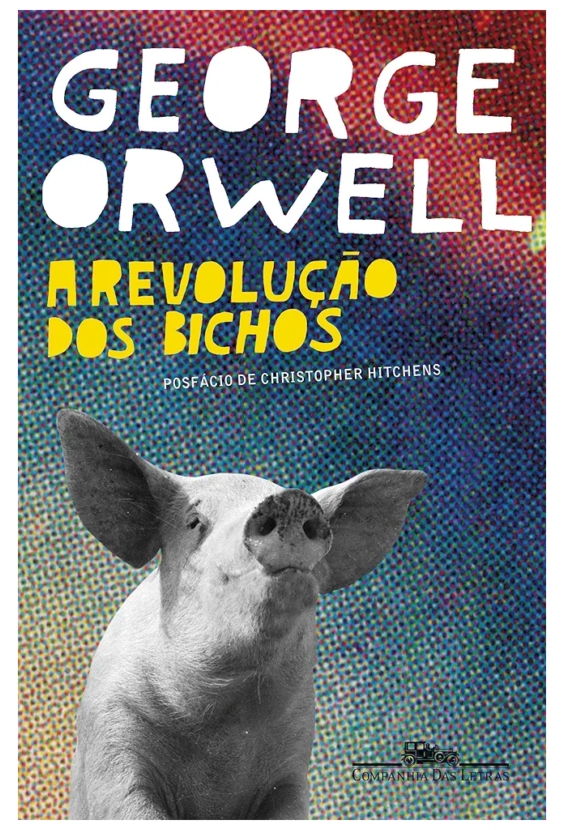 GEORGE
ORWELL
A REVOLUÇÃO
DOS BICHOS
POSFÁCIO DE CHRISTOPHER HITCHENS
COMPANHIA DAS LETRAS